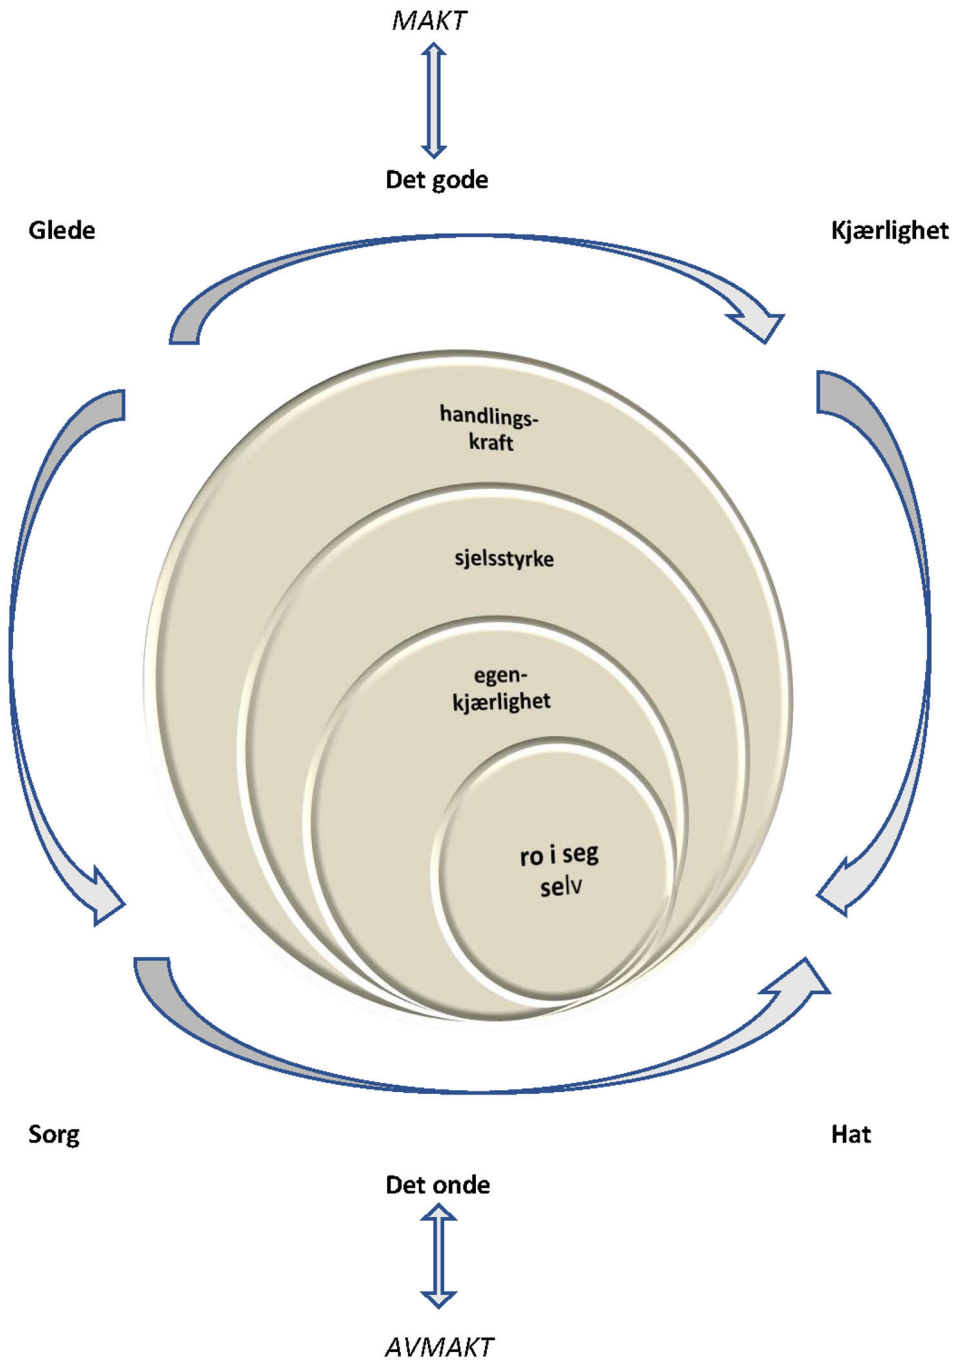 MAKT
Det gode
Glede
Kjærlighet
handlings-
kraft
sjelsstyrke
egen-
kjærlighet
ro i seg
selv
Sorg
Hat
Det onde
AVMAKT